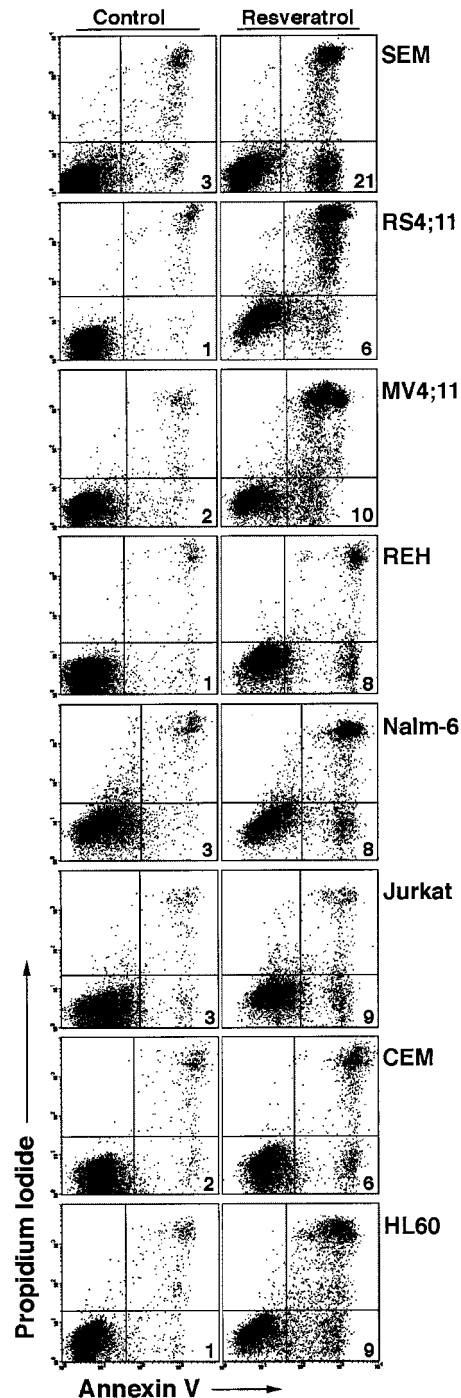 Control Resveratrol
SEM
3 21
RS4;11
1 6
MV4;11
2 10
REH
1 8
Nalm-6
3 8
Jurkat
3 9
CEM
2 6
HL60
1 9
Propidium Iodide
Annexin V